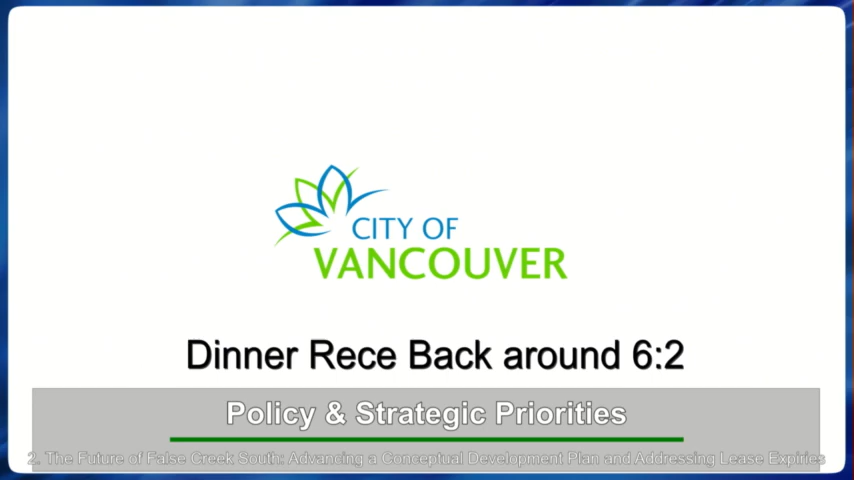 CITY OF
VANCOUVER
Dinner Rece Back around 6:2
Policy & Strategic Priorities
2. The Future of False Creek South: Advancing a Conceptual Development Plan and Addressing Lease Expiries